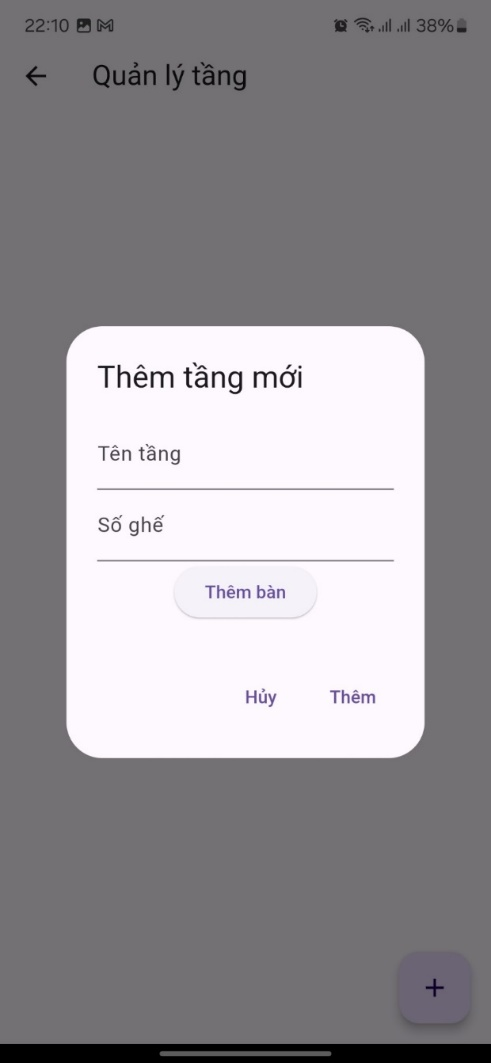 22:10 38%
Quản lý tầng
Thêm tầng mới
Tên tầng
Số ghế
Thêm bàn
Hủy Thêm
+